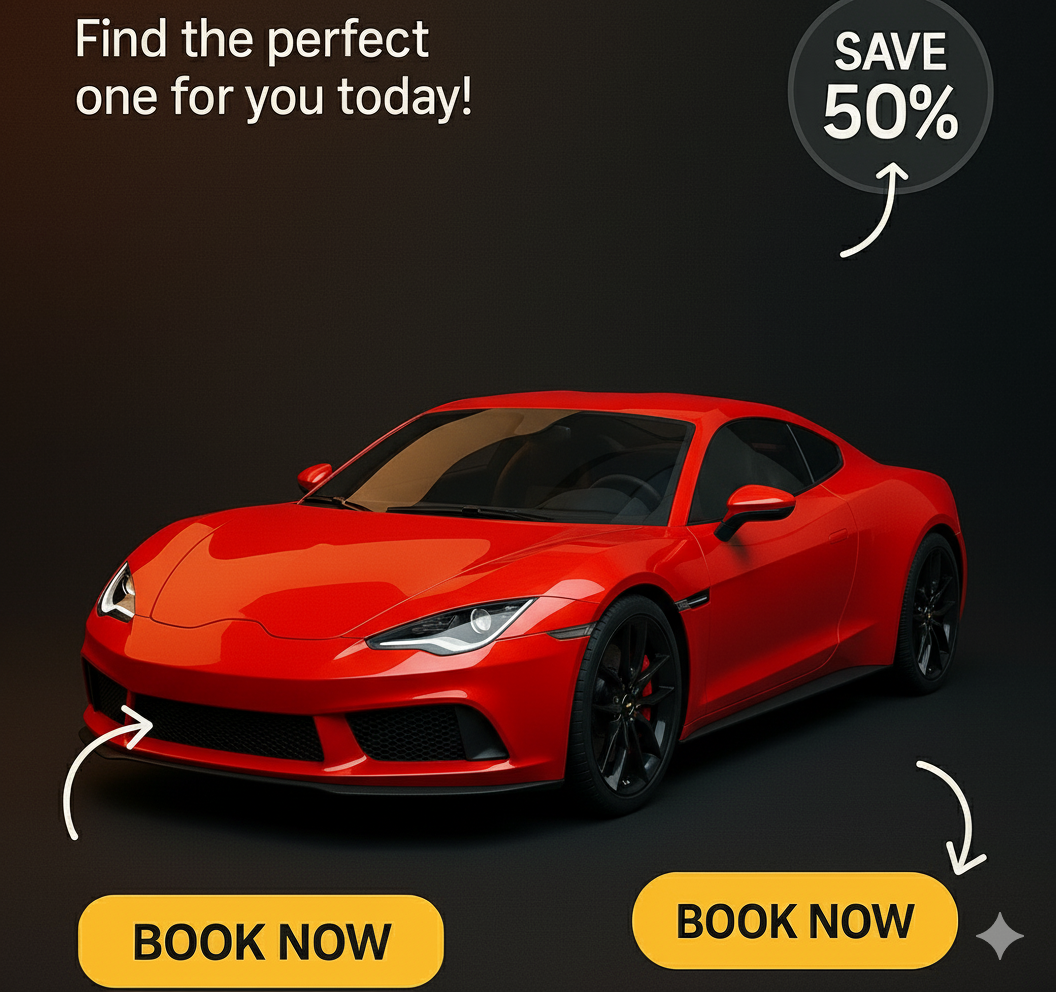 Find the perfect
one for you today!
SAVE
50%
BOOK NOW
BOOK NOW